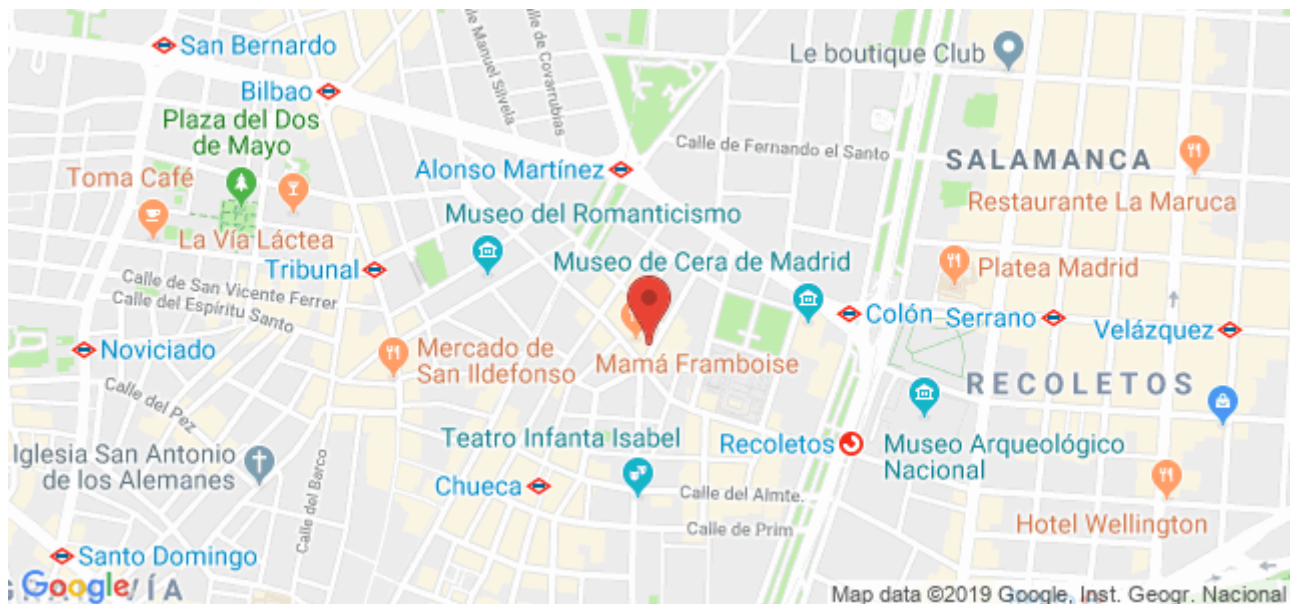 San Bernardo
Le boutique Club
Calle de Covarrubias
Calle Manuel Silvela
Bilbao
Plaza del Dos
de Mayo
Calle de Fernando el Santo
Alonso Martínez
SALAMANCA
Toma Café
Restaurante La Maruca
Museo del Romanticismo
La Vía Láctea
Museo de Cera de Madrid
Platea Madrid
Tribunal
Calle de San Vicente Ferrer
Calle del Espíritu Santo
Colón
Serrano
Velázquez
Noviciado
Mercado de
San Ildefonso
Mamá Framboise
RECOLETOS
Calle del Pez
Teatro Infanta Isabel
Recoletos
Museo Arqueológico
Nacional
Iglesia San Antonio
de los Alemanes
Calle del Barco
Chueca
Calle del Almte.
Calle de Prim
Hotel Wellington
Santo Domingo
Google
VÍA
Map data ©2019 Google, Inst. Geogr. Nacional